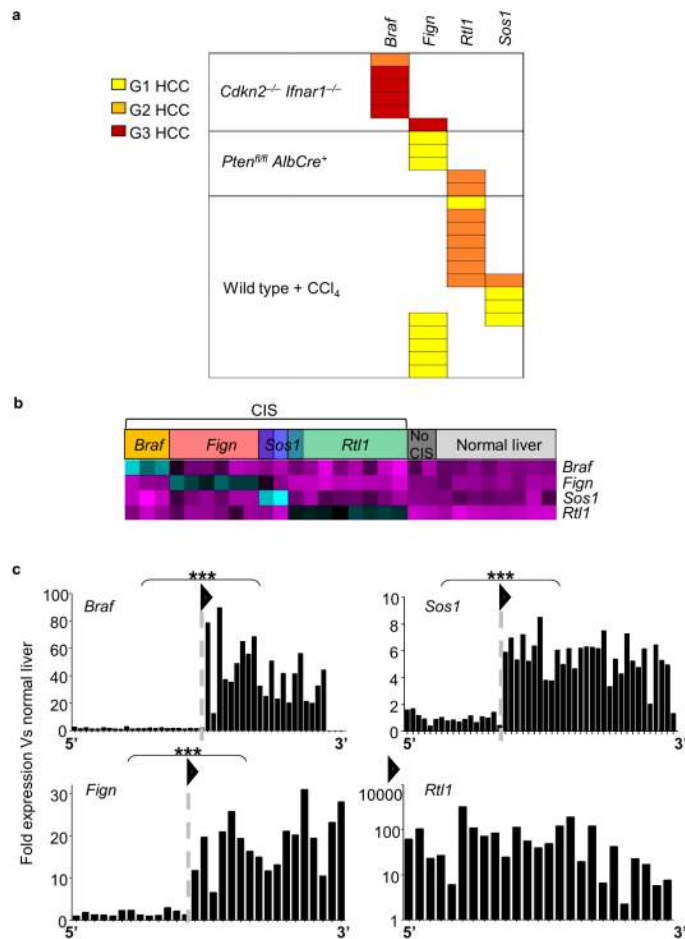 a
Braf Fign Rtl1 Sos1
G1 HCC
G2 HCC
G3 HCC
Cdkn2–/– Ifnar1–/–
Ptenfl/fl AlbCre+
Wild type + CCl4
b
CIS
Braf Fign Sos1 Rtl1 No CIS Normal liver
Braf
Fign
Sos1
Rtl1
c
Fold expression Vs normal liver
Braf
***
100
80
60
40
20
0
5' 3'
Sos1
***
10
8
6
4
2
0
5' 3'
Fign
***
30
20
10
0
5' 3'
Rtl1
10000
100
10
1
5' 3'